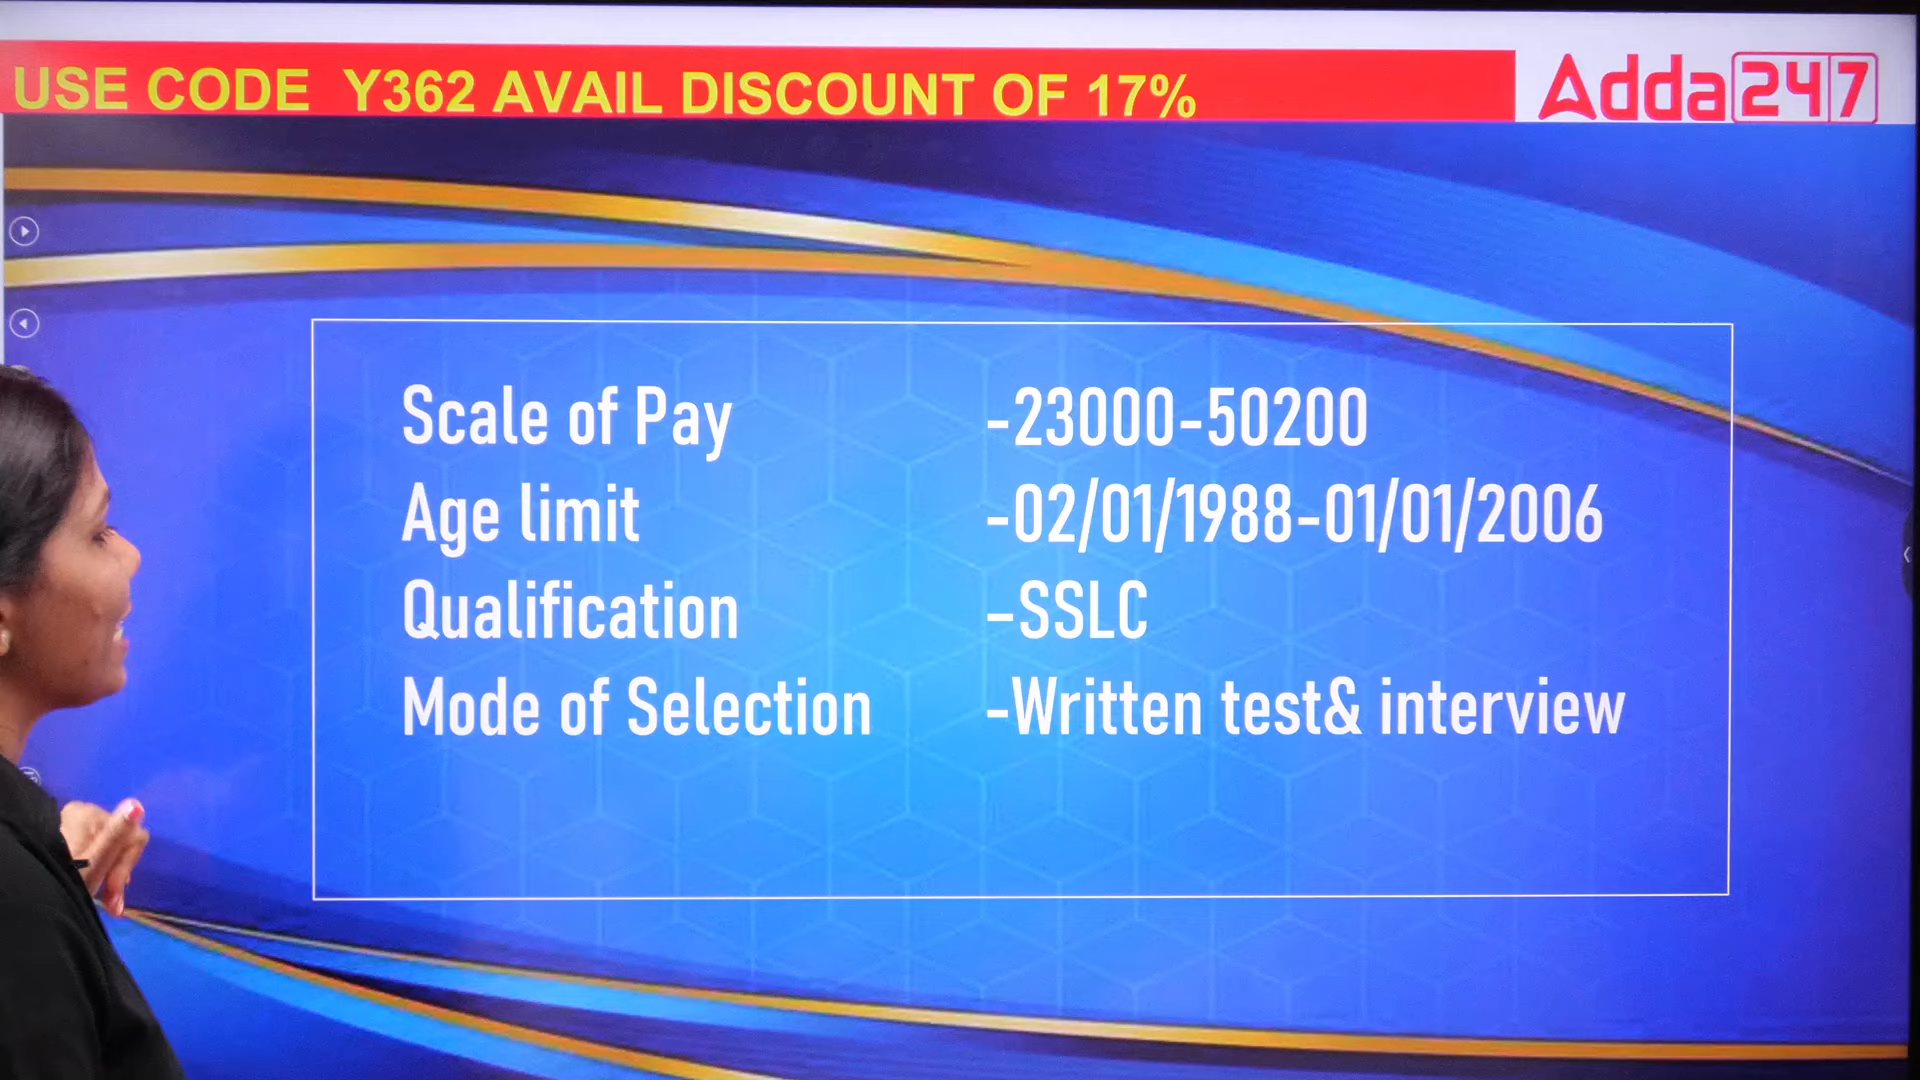 USE CODE Y362 AVAIL DISCOUNT OF 17%
Adda247
Scale of Pay -23000-50200
Age limit -02/01/1988-01/01/2006
Qualification -SSLC
Mode of Selection -Written test& interview